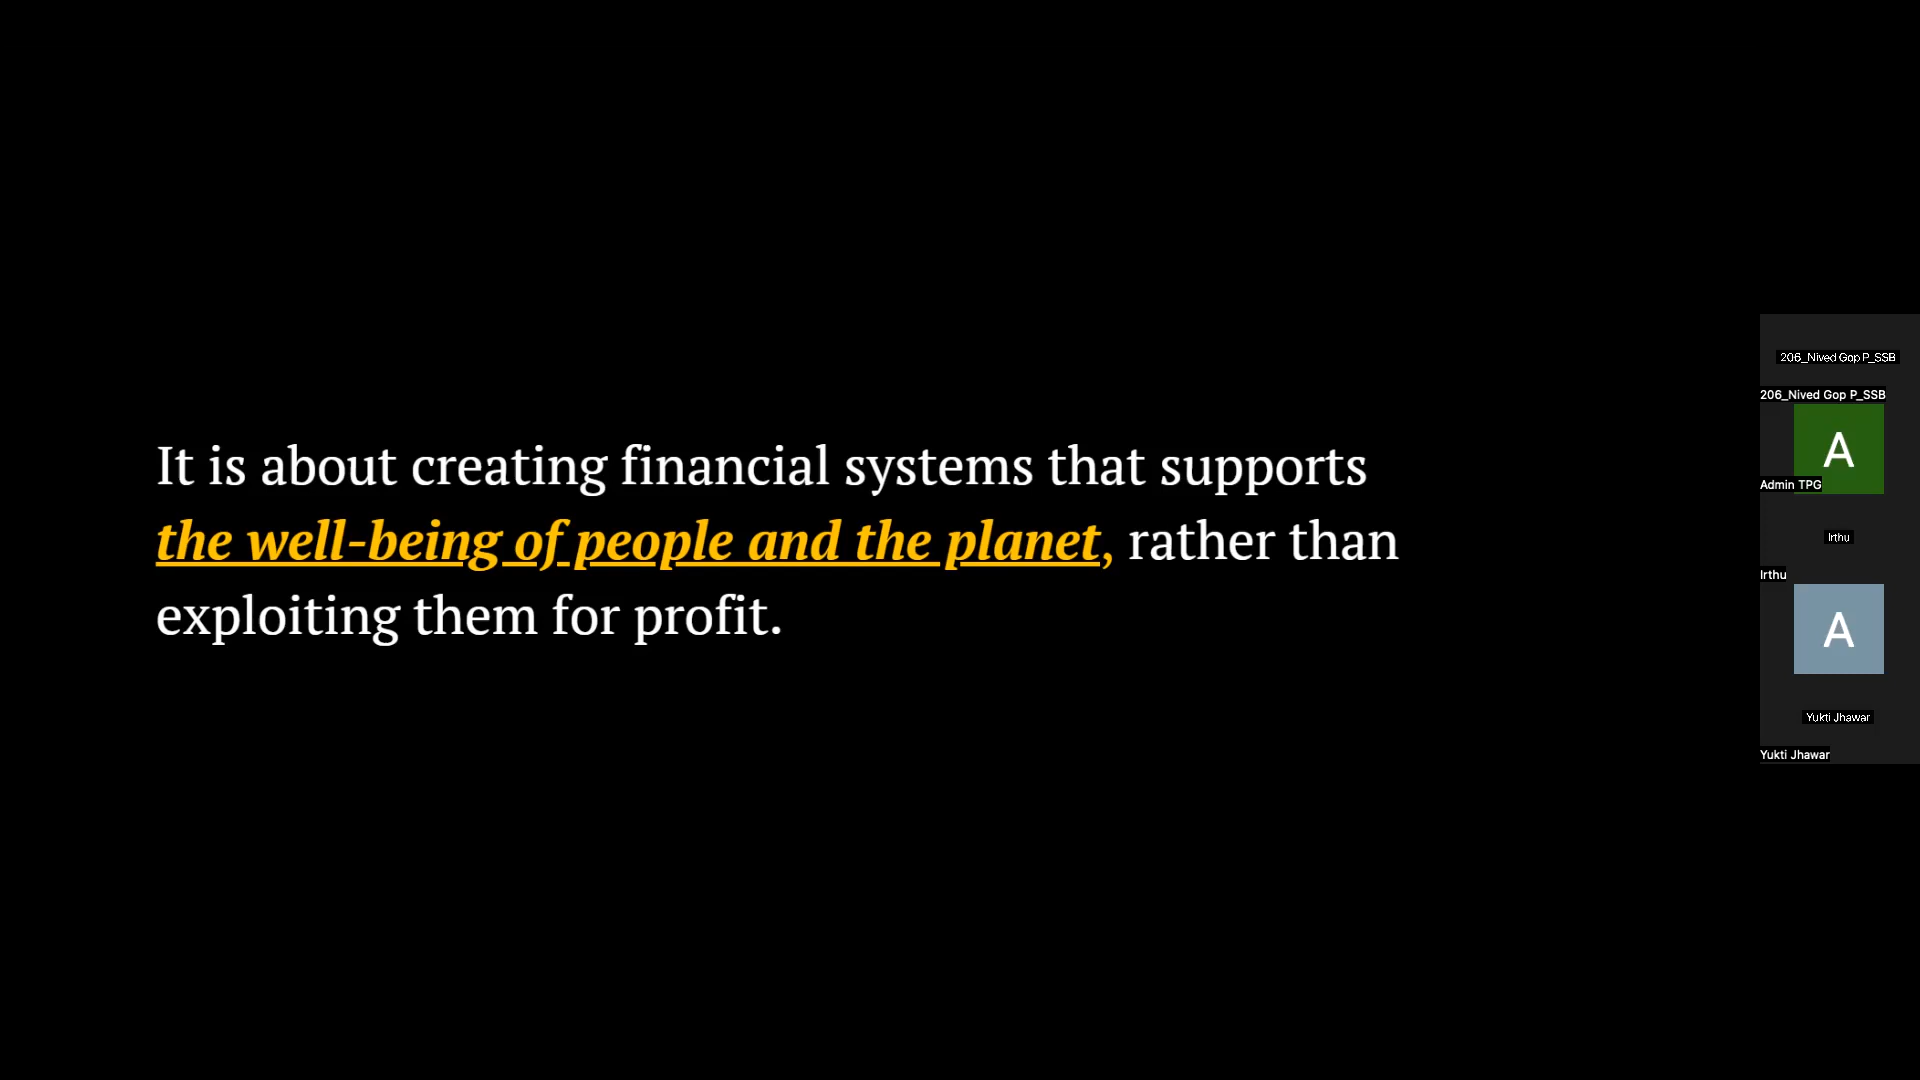 It is about creating financial systems that supports
the well-being of people and the planet, rather than
exploiting them for profit.
206_Nived Gop P_SSB
206_Nived Gop P_SSB
A
Admin TPG
Irthu
Irthu
A
Yukti Jhawar
Yukti Jhawar